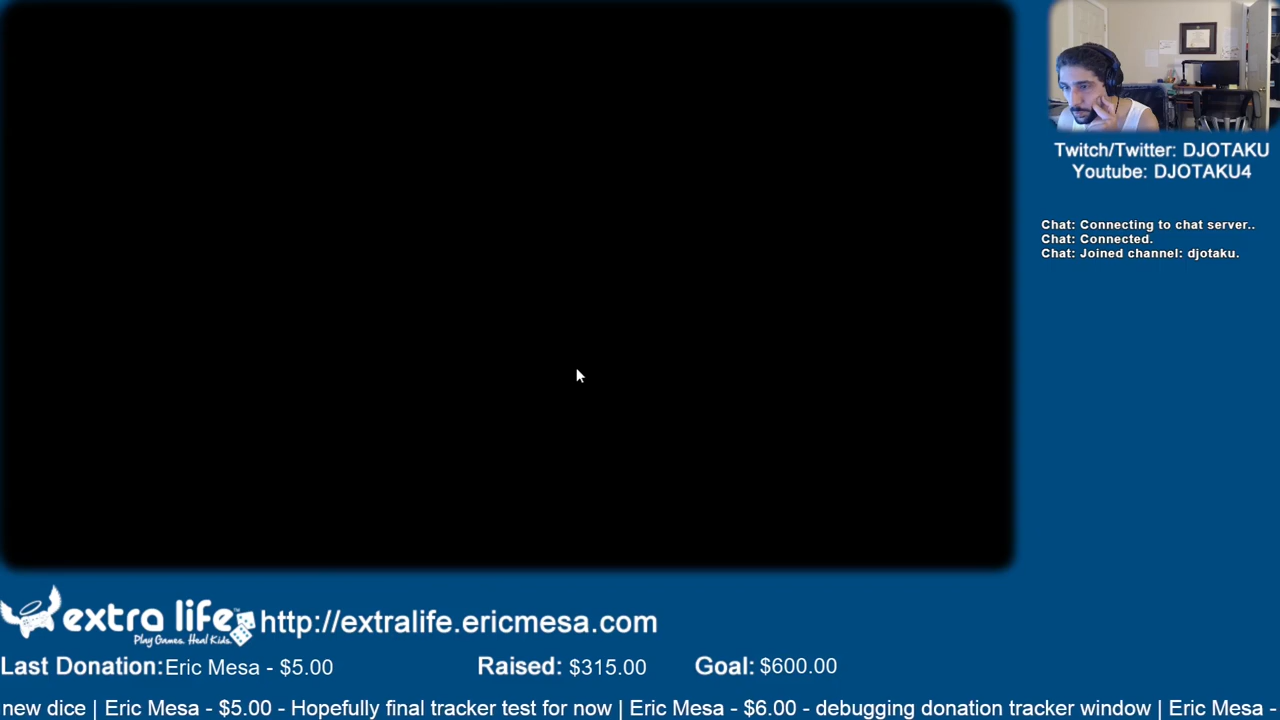 Twitch/Twitter: DJOTAKU
Youtube: DJOTAKU4
Chat: Connecting to chat server..
Chat: Connected.
Chat: Joined channel: djotaku.
extra life
Play Games. Heal Kids.
http://extralife.ericmesa.com
Last Donation: Eric Mesa - $5.00 Raised: $315.00 Goal: $600.00
new dice | Eric Mesa - $5.00 - Hopefully final tracker test for now | Eric Mesa - $6.00 - debugging donation tracker window | Eric Mesa -